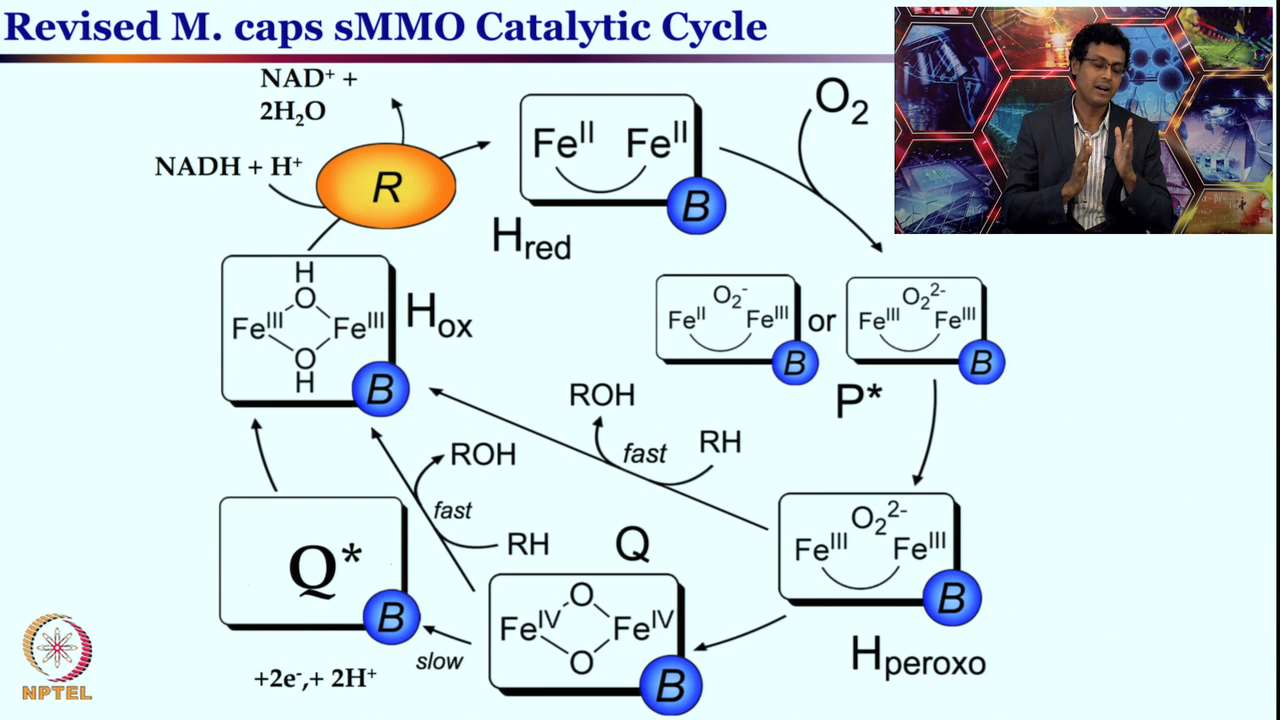 Revised M. caps sMMO Catalytic Cycle
NAD⁺ +
2H₂O
NADH + H⁺
R
Feᴵᴵ Feᴵᴵ
B
H_red
O₂
H
O
Feᴵᴵᴵ Feᴵᴵᴵ
O
H
B
H_ox
O₂⁻
Feᴵᴵ Feᴵᴵᴵ
B
or
O₂²⁻
Feᴵᴵᴵ Feᴵᴵᴵ
B
P*
ROH
fast
RH
ROH
fast
RH
O₂²⁻
Feᴵᴵᴵ Feᴵᴵᴵ
B
H_peroxo
Q
O
Feᴵⱽ Feᴵⱽ
O
B
slow
Q*
B
+2e⁻,+ 2H⁺
NPTEL